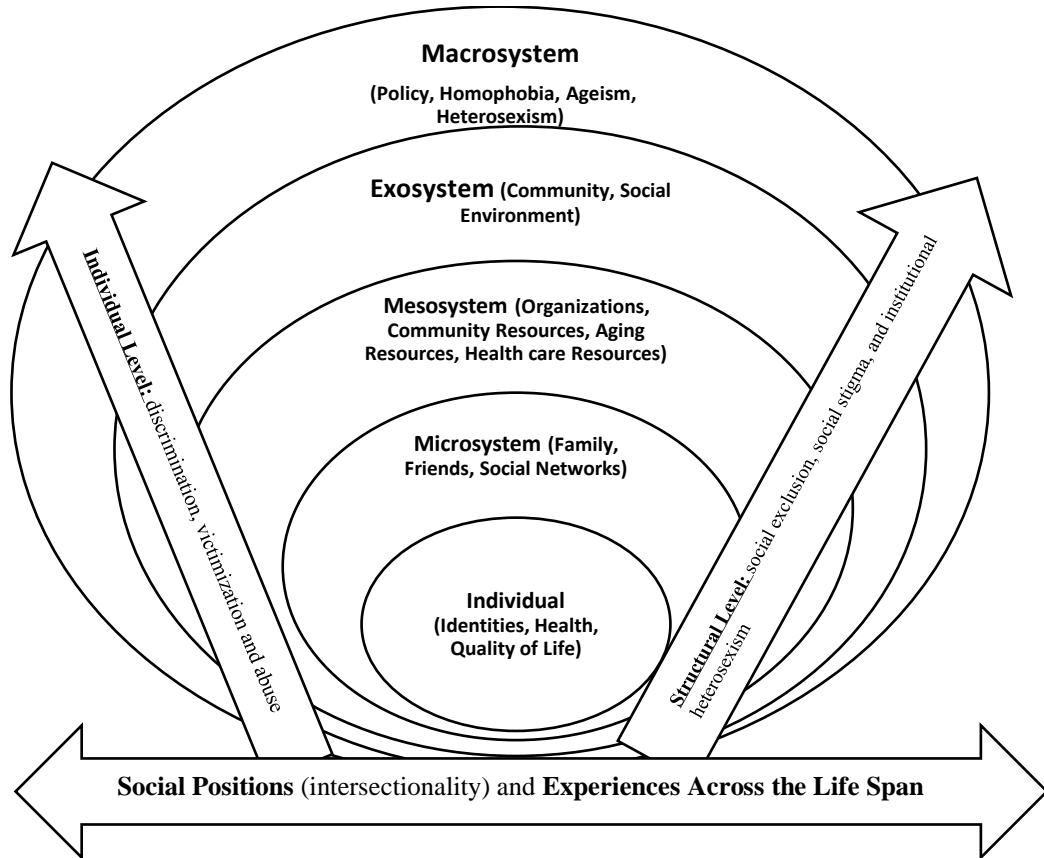 Macrosystem
(Policy, Homophobia, Ageism,
Heterosexism)
Exosystem (Community, Social
Environment)
Mesosystem (Organizations,
Community Resources, Aging
Resources, Health care Resources)
Microsystem (Family,
Friends, Social Networks)
Individual
(Identities, Health,
Quality of Life)
Individual Level: discrimination, victimization and abuse
Structural Level: social exclusion, social stigma, and institutional
heterosexism
Social Positions (intersectionality) and Experiences Across the Life Span